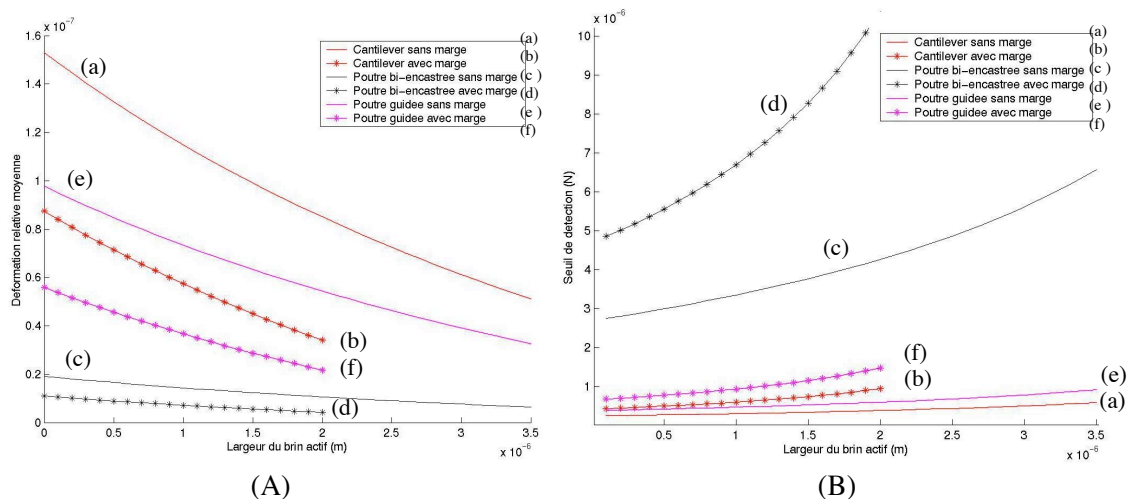 x 10⁻⁷
1.6
1.4
1.2
1
0.8
0.6
0.4
0.2
0
Deformation relative moyenne
Cantilever sans marge (a)
Cantilever avec marge (b)
Poutre bi-encastree sans marge (c)
Poutre bi-encastree avec marge (d)
Poutre guidee sans marge (e)
Poutre guidee avec marge (f)
(a)
(e)
(b)
(f)
(c)
(d)
0 0.5 1 1.5 2 2.5 3 3.5
Largeur du brin actif (m)
x 10⁻⁶
(A)
x 10⁻⁶
10
9
8
7
6
5
4
3
2
1
Seuil de detection (N)
Cantilever sans marge (a)
Cantilever avec marge (b)
Poutre bi-encastree sans marge (c)
Poutre bi-encastree avec marge (d)
Poutre guidee sans marge (e)
Poutre guidee avec marge (f)
(d)
(c)
(f)
(b)
(e)
(a)
0.5 1 1.5 2 2.5 3 3.5
Largeur du brin actif (m)
x 10⁻⁶
(B)